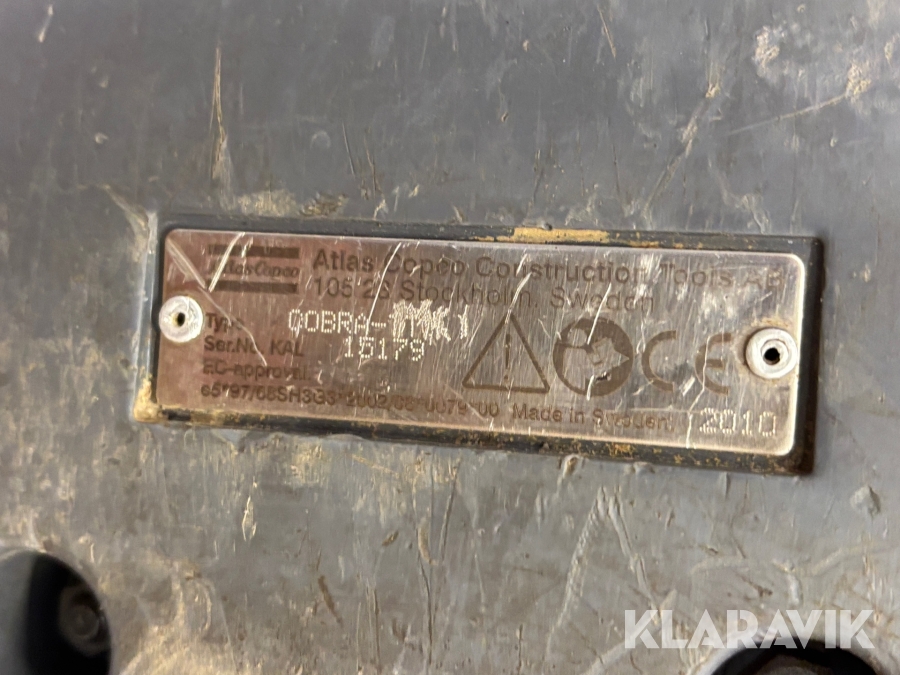 Atlas Copco
Atlas Copco Construction Tools AB
105 23 Stockholm, Sweden
Type
Ser.No. KAL 15179
EC-approval
Made in Sweden 2010
CE
KLARAVIK